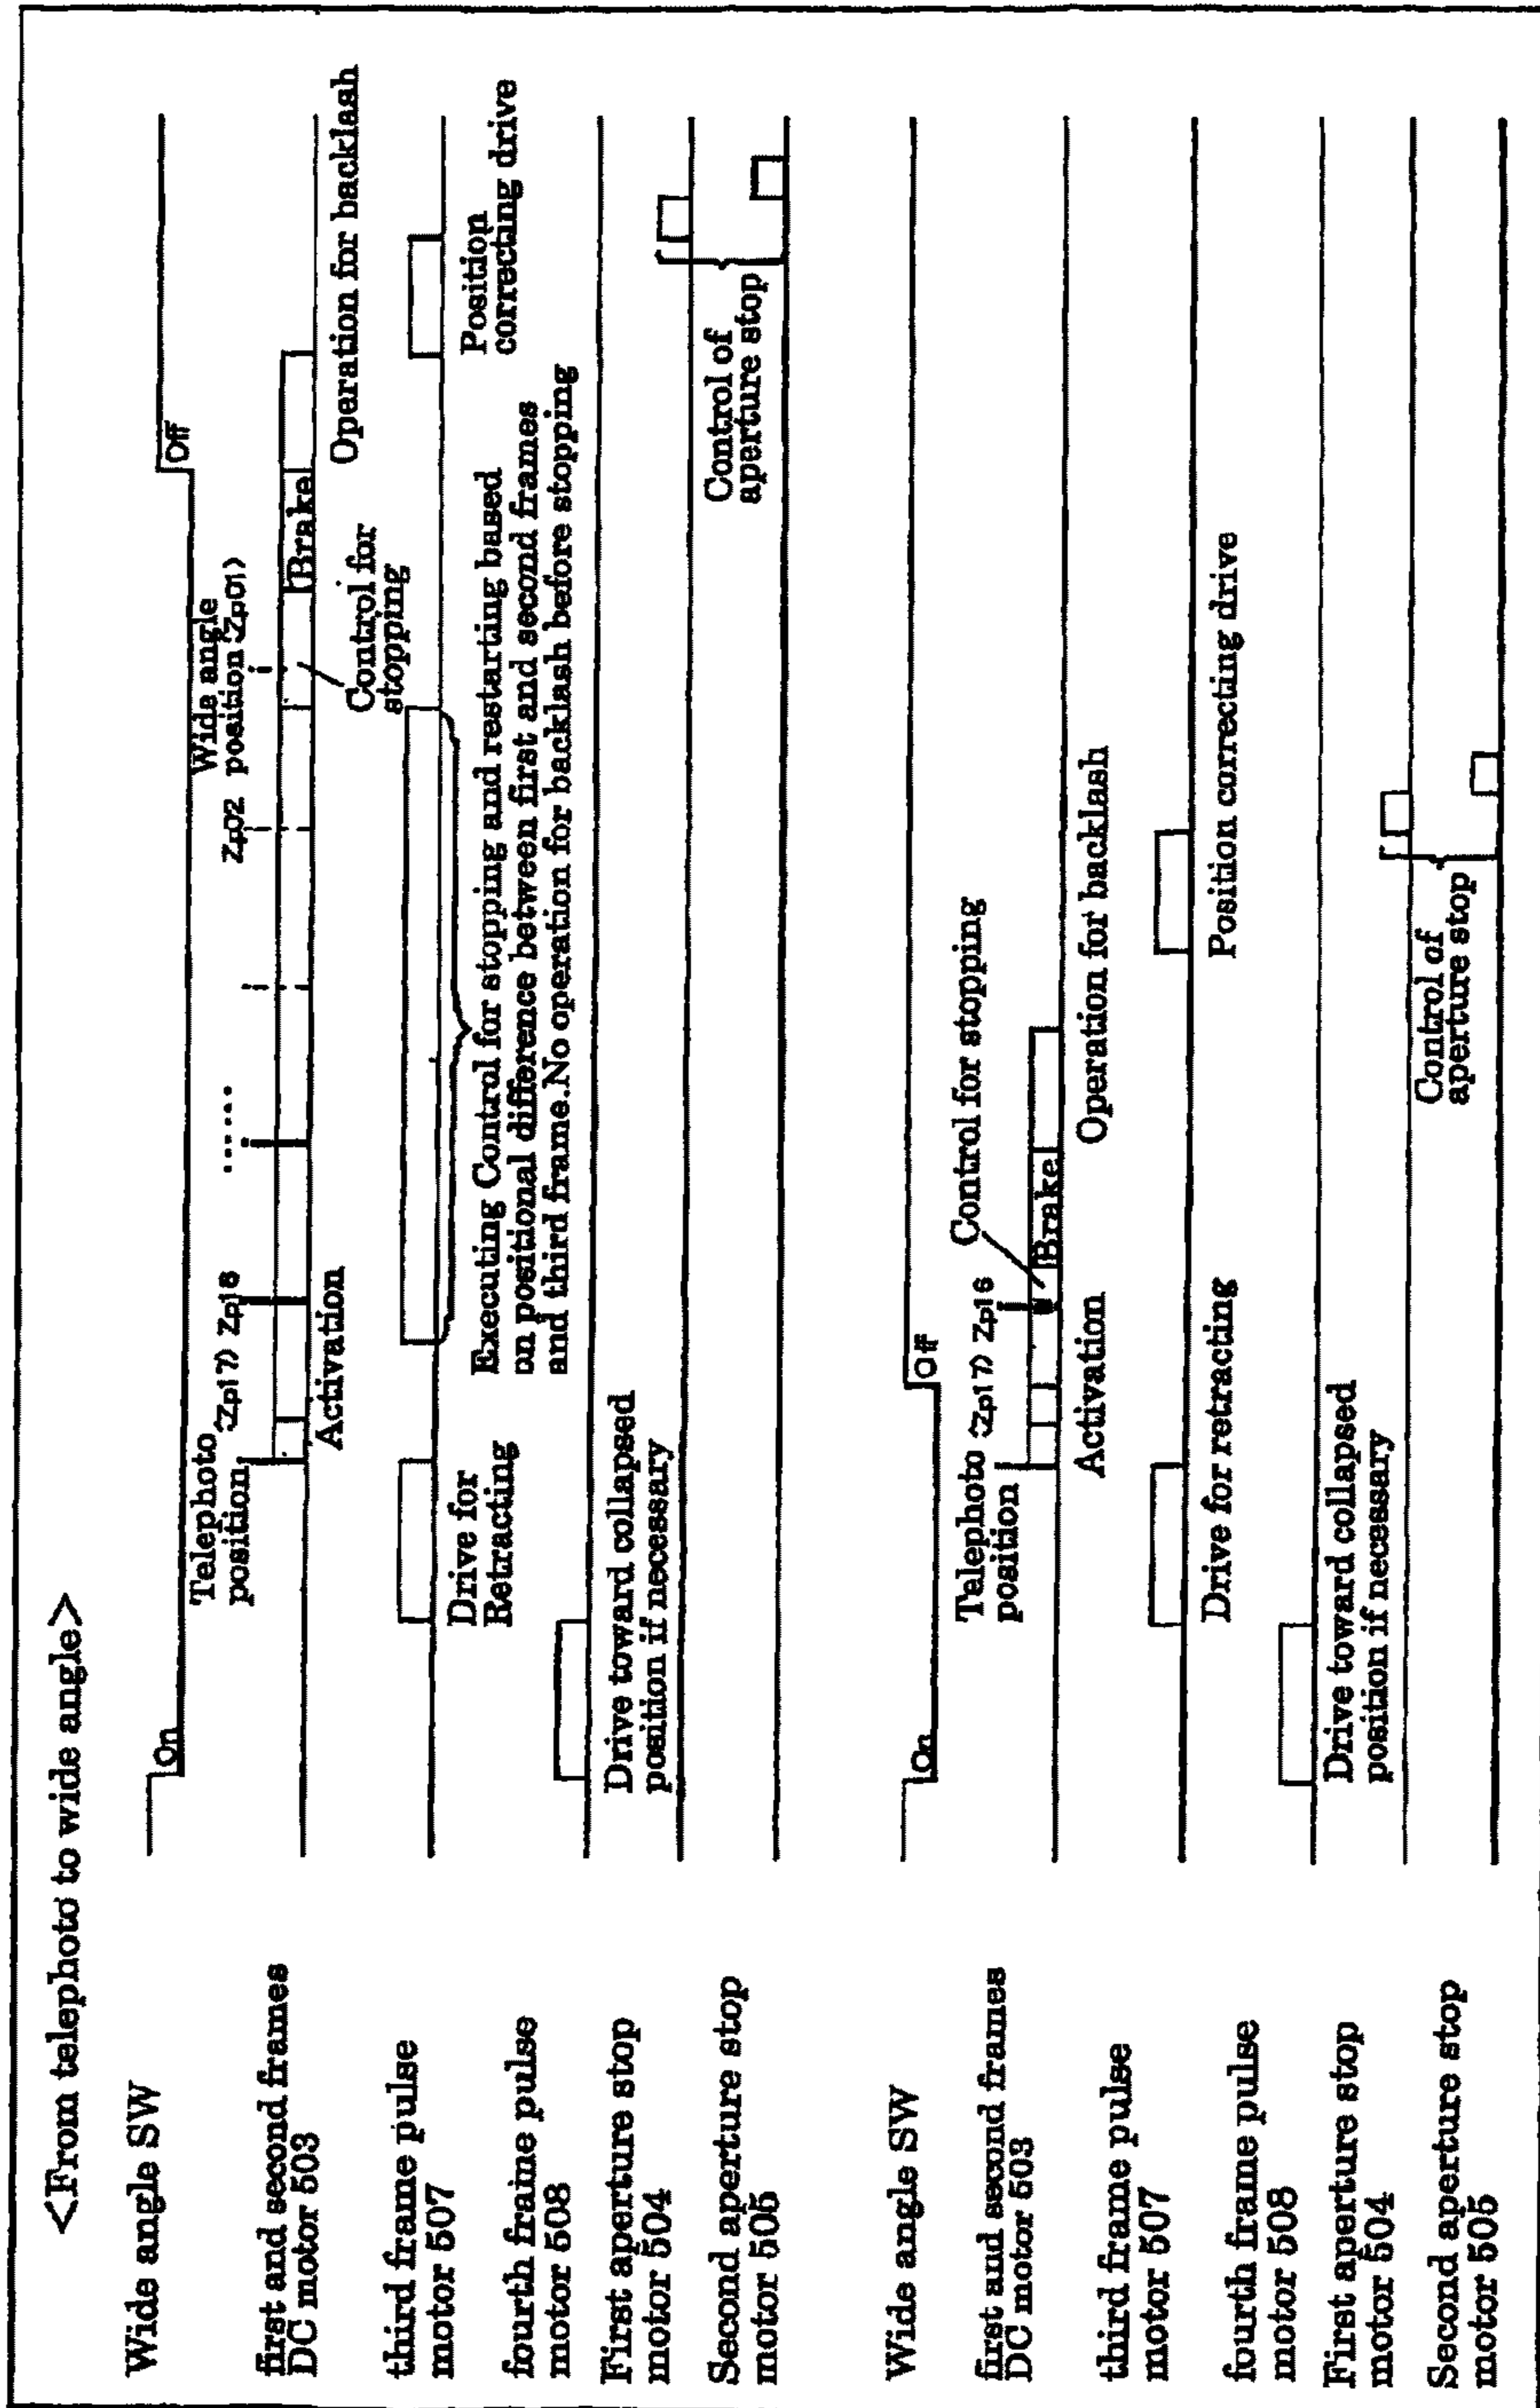 <From telephoto to wide angle>
Wide angle SW
On
Off
first and second frames
DC motor 503
Telephoto
position
(Zp17)
Zp16
.....
Zp02
Wide angle
position (Zp01)
Activation
Brake
Control for
stopping
Operation for backlash
third frame pulse
motor 507
Drive for
Retracting
Executing Control for stopping and restarting based
on positional difference between first and second frames
and third frame.No operation for backlash before stopping
Position
correcting drive
fourth fraine pulse
motor 508
Drive toward collapsed
position if necessary
First aperture stop
motor 504
Second aperture stop
motor 505
Control of
aperture stop
Wide angle SW
On
Off
first and second frames
DC motor 503
Telephoto
position
(Zp17)
Zp16
Control for stopping
Activation
Brake
Operation for backlash
third frame pulse
motor 507
Drive for retracting
Position correcting drive
fourth frame pulse
motor 508
Drive toward collapsed
position if necessary
First aperture stop
motor 504
Second aperture stop
motor 505
Control of
aperture stop